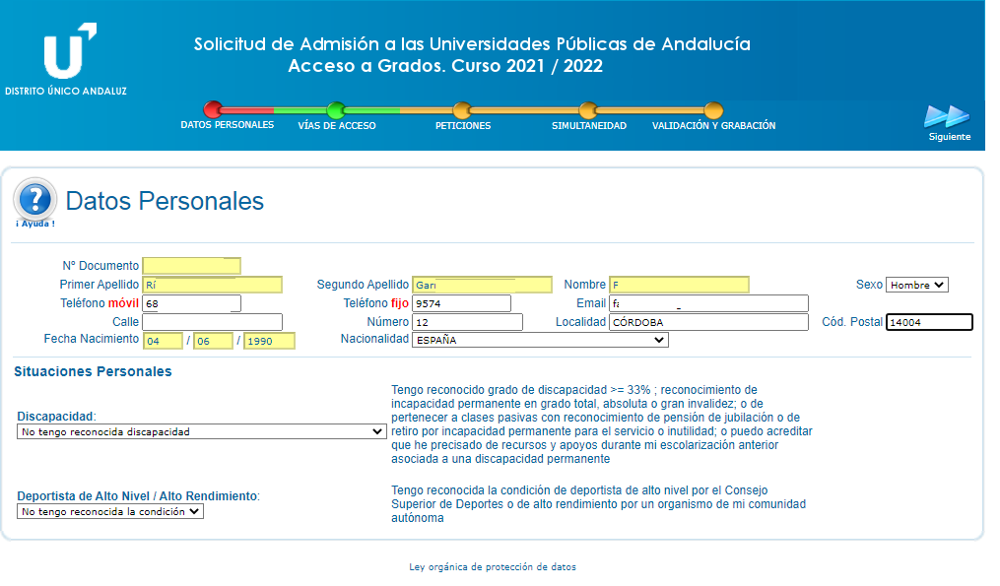 Solicitud de Admisión a las Universidades Públicas de Andalucía
Acceso a Grados. Curso 2021 / 2022
DISTRITO ÚNICO ANDALUZ
DATOS PERSONALES VÍAS DE ACCESO PETICIONES SIMULTANEIDAD VALIDACIÓN Y GRABACIÓN
Siguiente
¡ Ayuda !
Datos Personales
Nº Documento
Primer Apellido Rí Segundo Apellido Gar Nombre F Sexo Hombre
Teléfono móvil 68 Teléfono fijo 9574 Email fa
Calle Número 12 Localidad CÓRDOBA Cód. Postal 14004
Fecha Nacimiento 04 / 06 / 1990 Nacionalidad ESPAÑA
Situaciones Personales
Discapacidad:
No tengo reconocida discapacidad
Tengo reconocido grado de discapacidad >= 33% ; reconocimiento de
incapacidad permanente en grado total, absoluta o gran invalidez; o de
pertenecer a clases pasivas con reconocimiento de pensión de jubilación o de
retiro por incapacidad permanente para el servicio o inutilidad; o puedo acreditar
que he precisado de recursos y apoyos durante mi escolarización anterior
asociada a una discapacidad permanente
Deportista de Alto Nivel / Alto Rendimiento:
No tengo reconocida la condición
Tengo reconocida la condición de deportista de alto nivel por el Consejo
Superior de Deportes o de alto rendimiento por un organismo de mi comunidad
autónoma
Ley orgánica de protección de datos